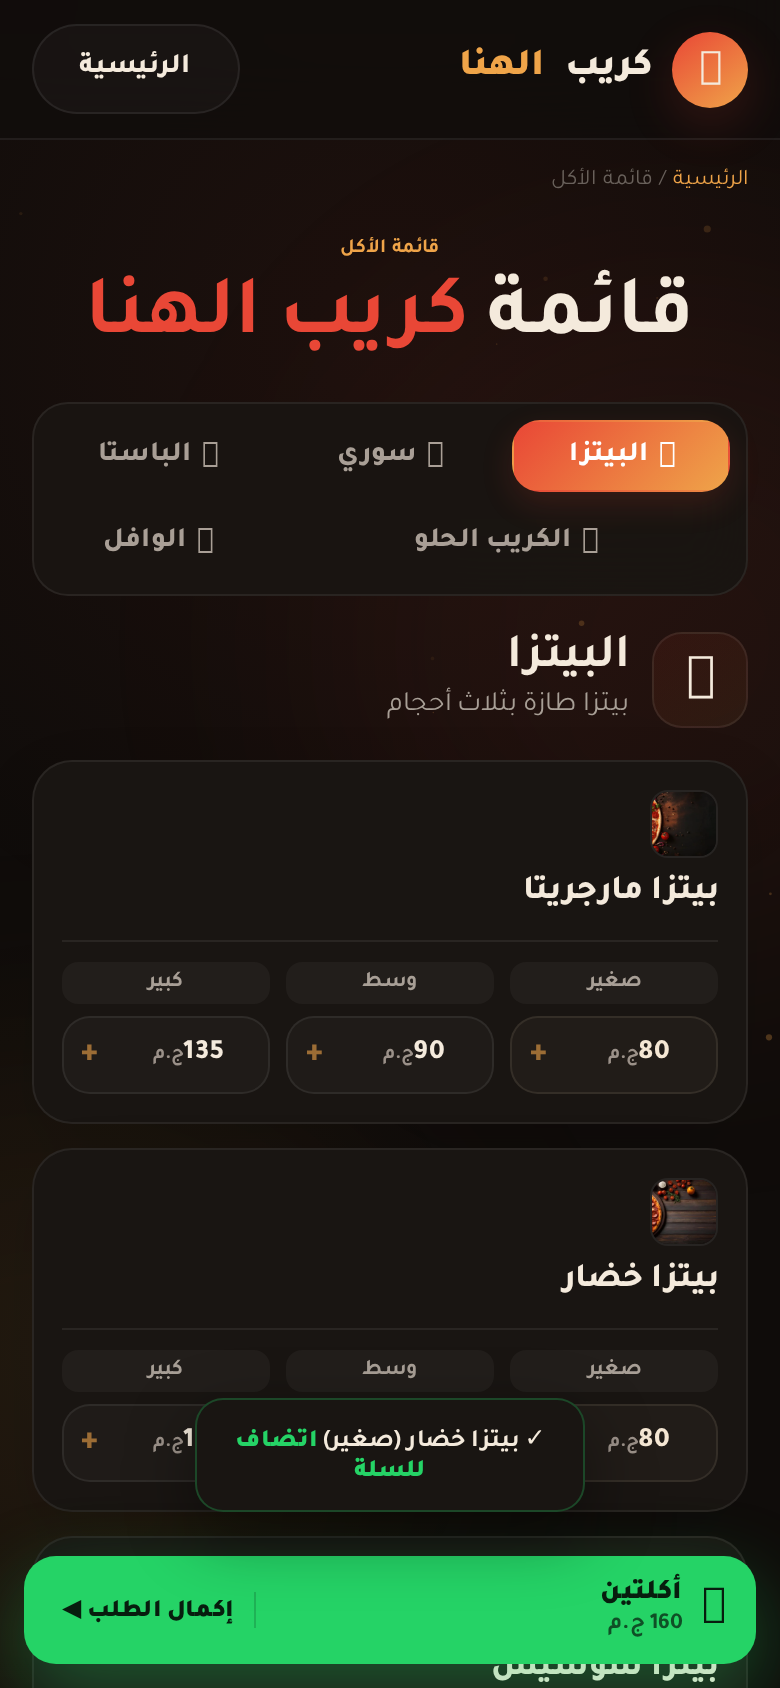 كريب الهنا
الرئيسية
الرئيسية / قائمة الأكل
قائمة الأكل
قائمة كريب الهنا
البيتزا
سوري
الباستا
الكريب الحلو
الوافل
البيتزا
بيتزا طازة بثلاث أحجام
بيتزا مارجريتا
صغير وسط كبير
80ج.م + 90ج.م + 135ج.م +
بيتزا خضار
صغير وسط كبير
80ج.م +
✓ بيتزا خضار (صغير) اتضاف
للسلة
أكلتين
160 ج.م
إكمال الطلب ◀
بيتزا سوسيس